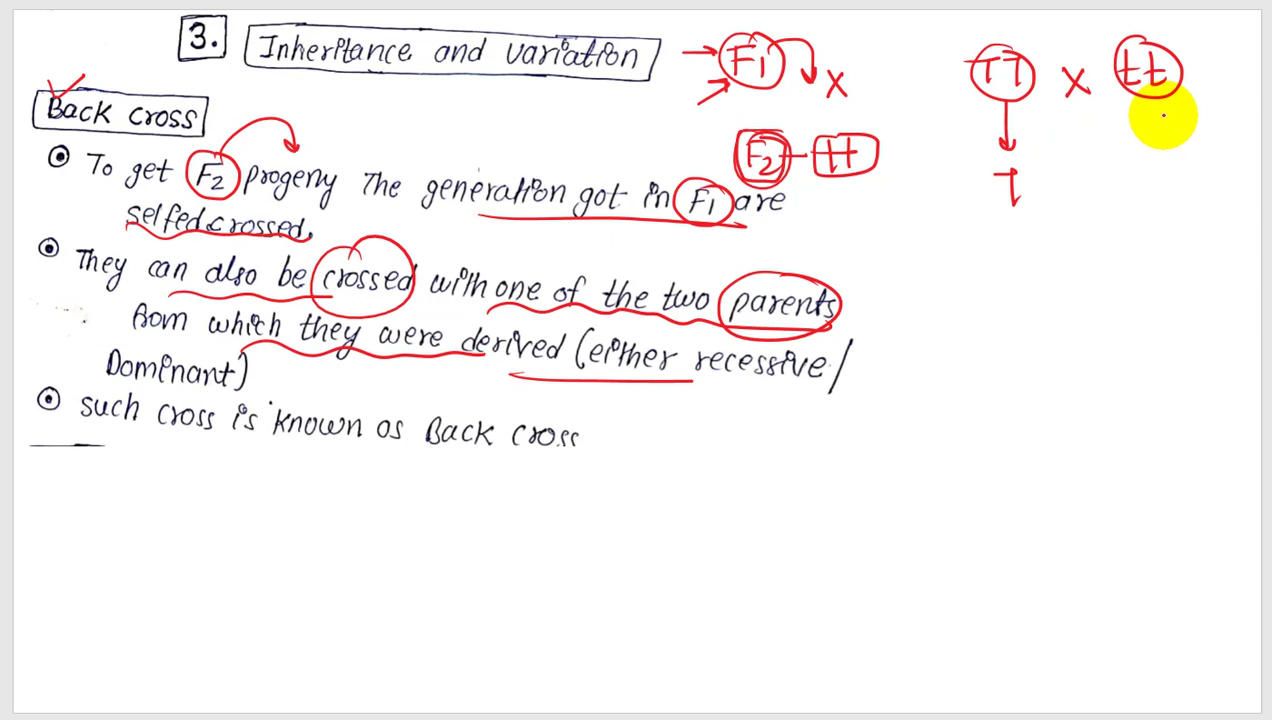 3. Inheritance and variation
F1 x
TT x tt
T
Back cross
F2 tt
To get F2 progeny The generation got in F1 are
selfed crossed.
They can also be crossed with one of the two parents
from which they were derived (either recessive/
Dominant)
such cross is known as Back cross